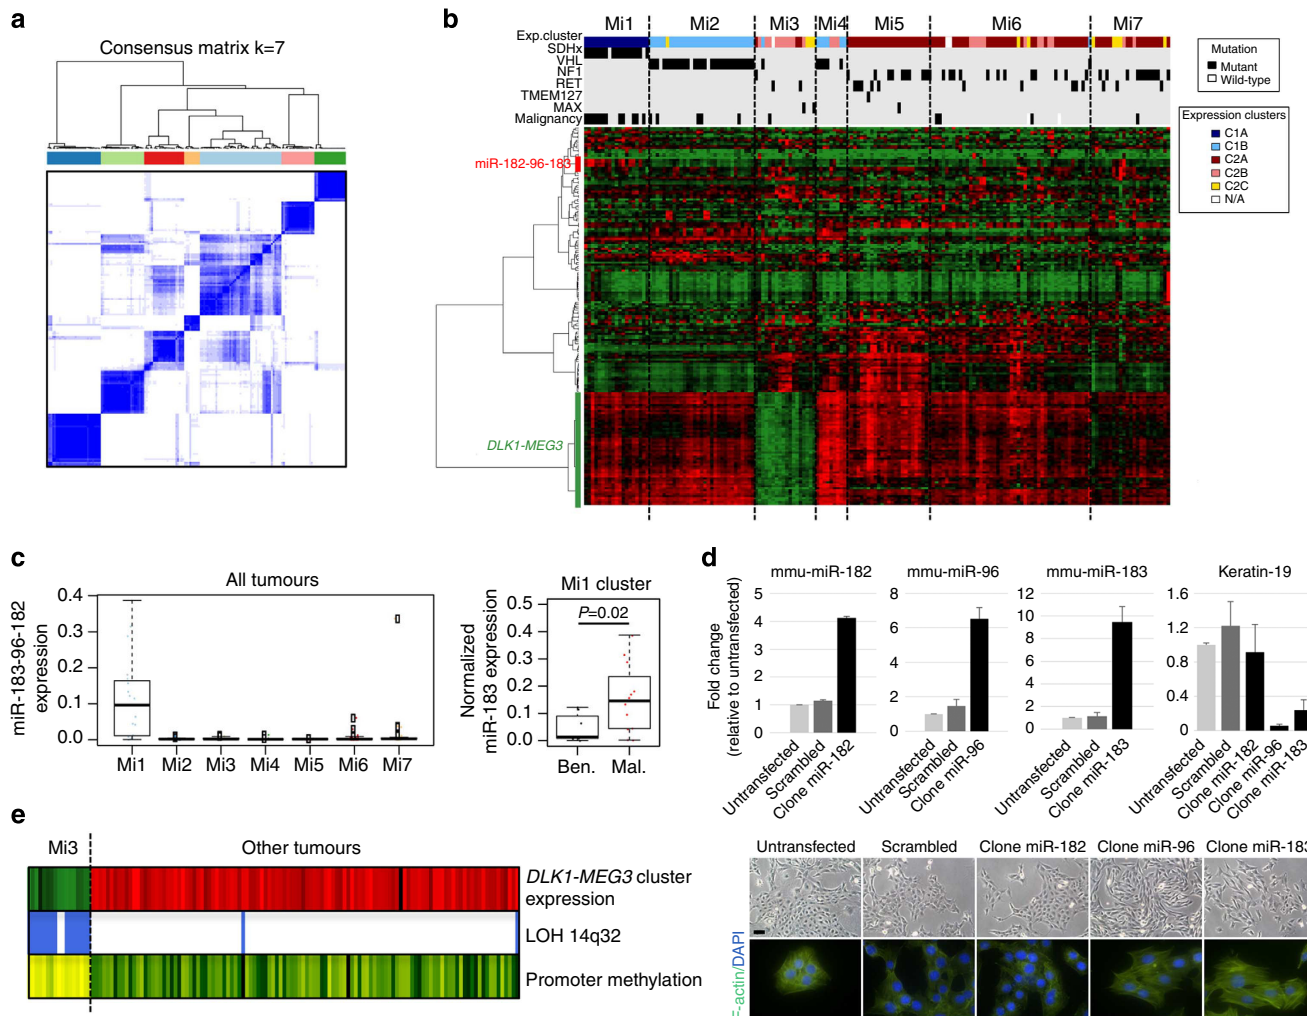 a
Consensus matrix k=7
b
Mi1 Mi2 Mi3 Mi4 Mi5 Mi6 Mi7
Exp.cluster
SDHx
VHL
NF1
RET
TMEM127
MAX
Malignancy
miR-182-96-183
DLK1-MEG3
Mutation
Mutant
Wild-type
Expression clusters
C1A
C1B
C2A
C2B
C2C
N/A
c
All tumours
miR-183-96-182
expression
0.4
0.3
0.2
0.1
0.0
Mi1 Mi2 Mi3 Mi4 Mi5 Mi6 Mi7
Mi1 cluster
Normalized
miR-183 expression
0.5
0.4
0.3
0.2
0.1
0.0
P=0.02
Ben. Mal.
d
Fold change
(relative to untransfected)
mmu-miR-182
5
4
3
2
1
0
Untransfected
Scrambled
Clone miR-182
mmu-miR-96
8
6
4
2
0
Untransfected
Scrambled
Clone miR-96
mmu-miR-183
12
10
8
6
4
2
0
Untransfected
Scrambled
Clone miR-183
Keratin-19
1.6
1.2
0.8
0.4
0
Untransfected
Scrambled
Clone miR-182
Clone miR-96
Clone miR-183
Untransfected Scrambled Clone miR-182 Clone miR-96 Clone miR-183
F-actin/DAPI
e
Mi3 Other tumours
DLK1-MEG3 cluster
expression
LOH 14q32
Promoter methylation